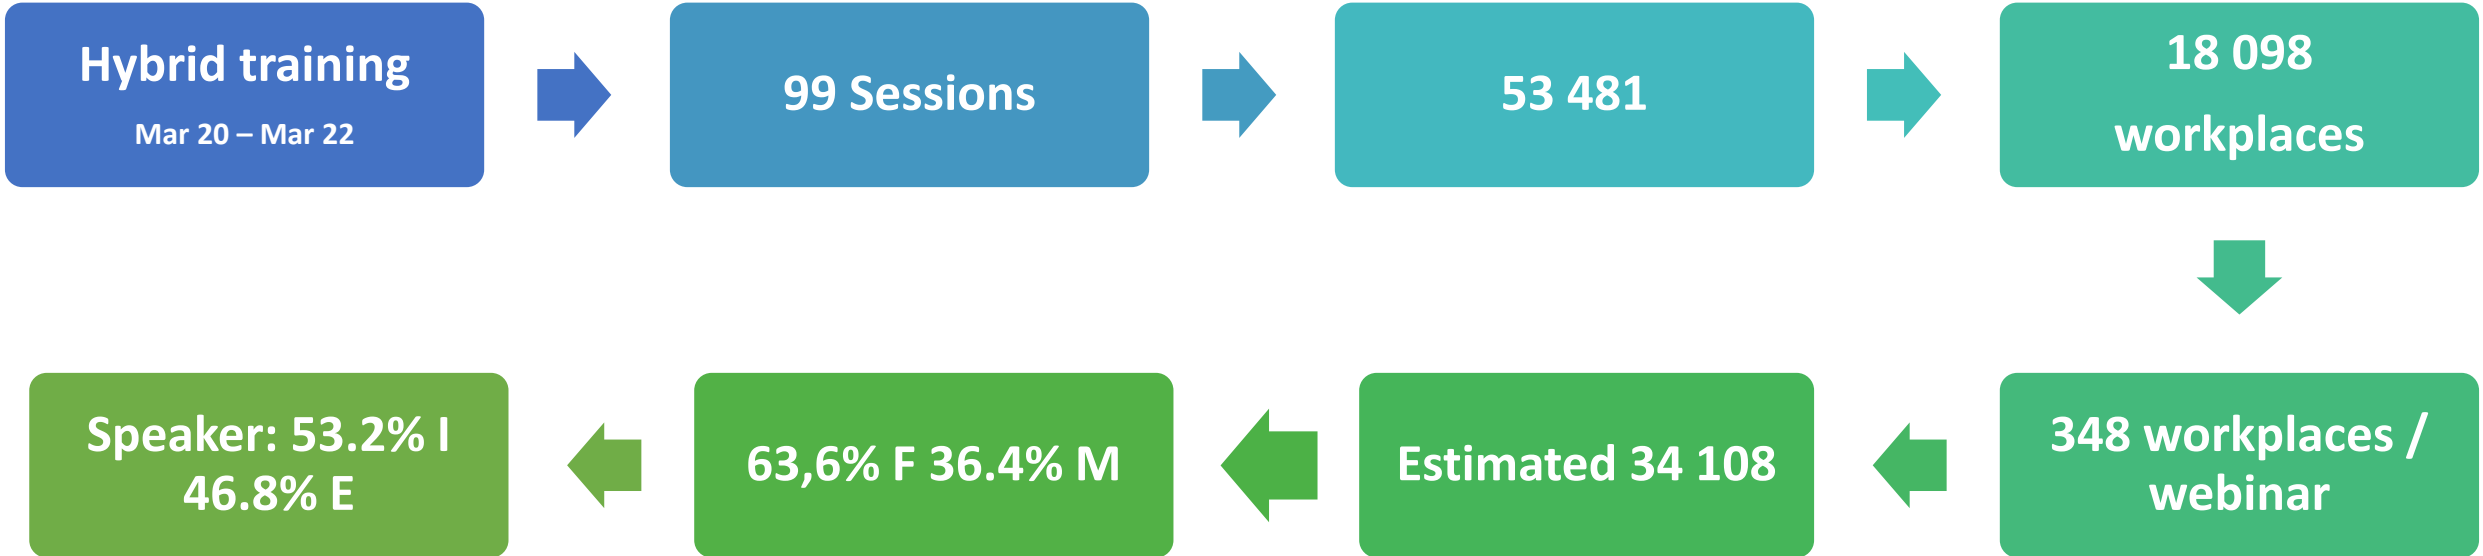 Hybrid training
Mar 20 – Mar 22
99 Sessions
53 481
18 098
workplaces
348 workplaces /
webinar
Estimated 34 108
63,6% F 36.4% M
Speaker: 53.2% I
46.8% E